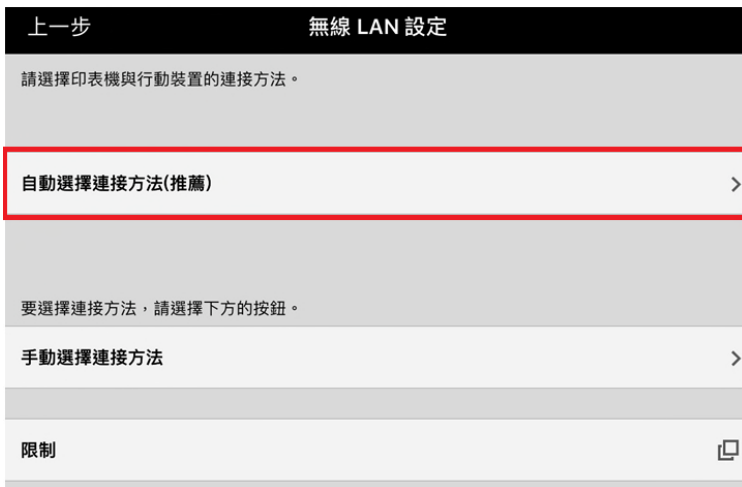 上一步 無線 LAN 設定
請選擇印表機與行動裝置的連接方法。
自動選擇連接方法(推薦)
要選擇連接方法，請選擇下方的按鈕。
手動選擇連接方法
限制